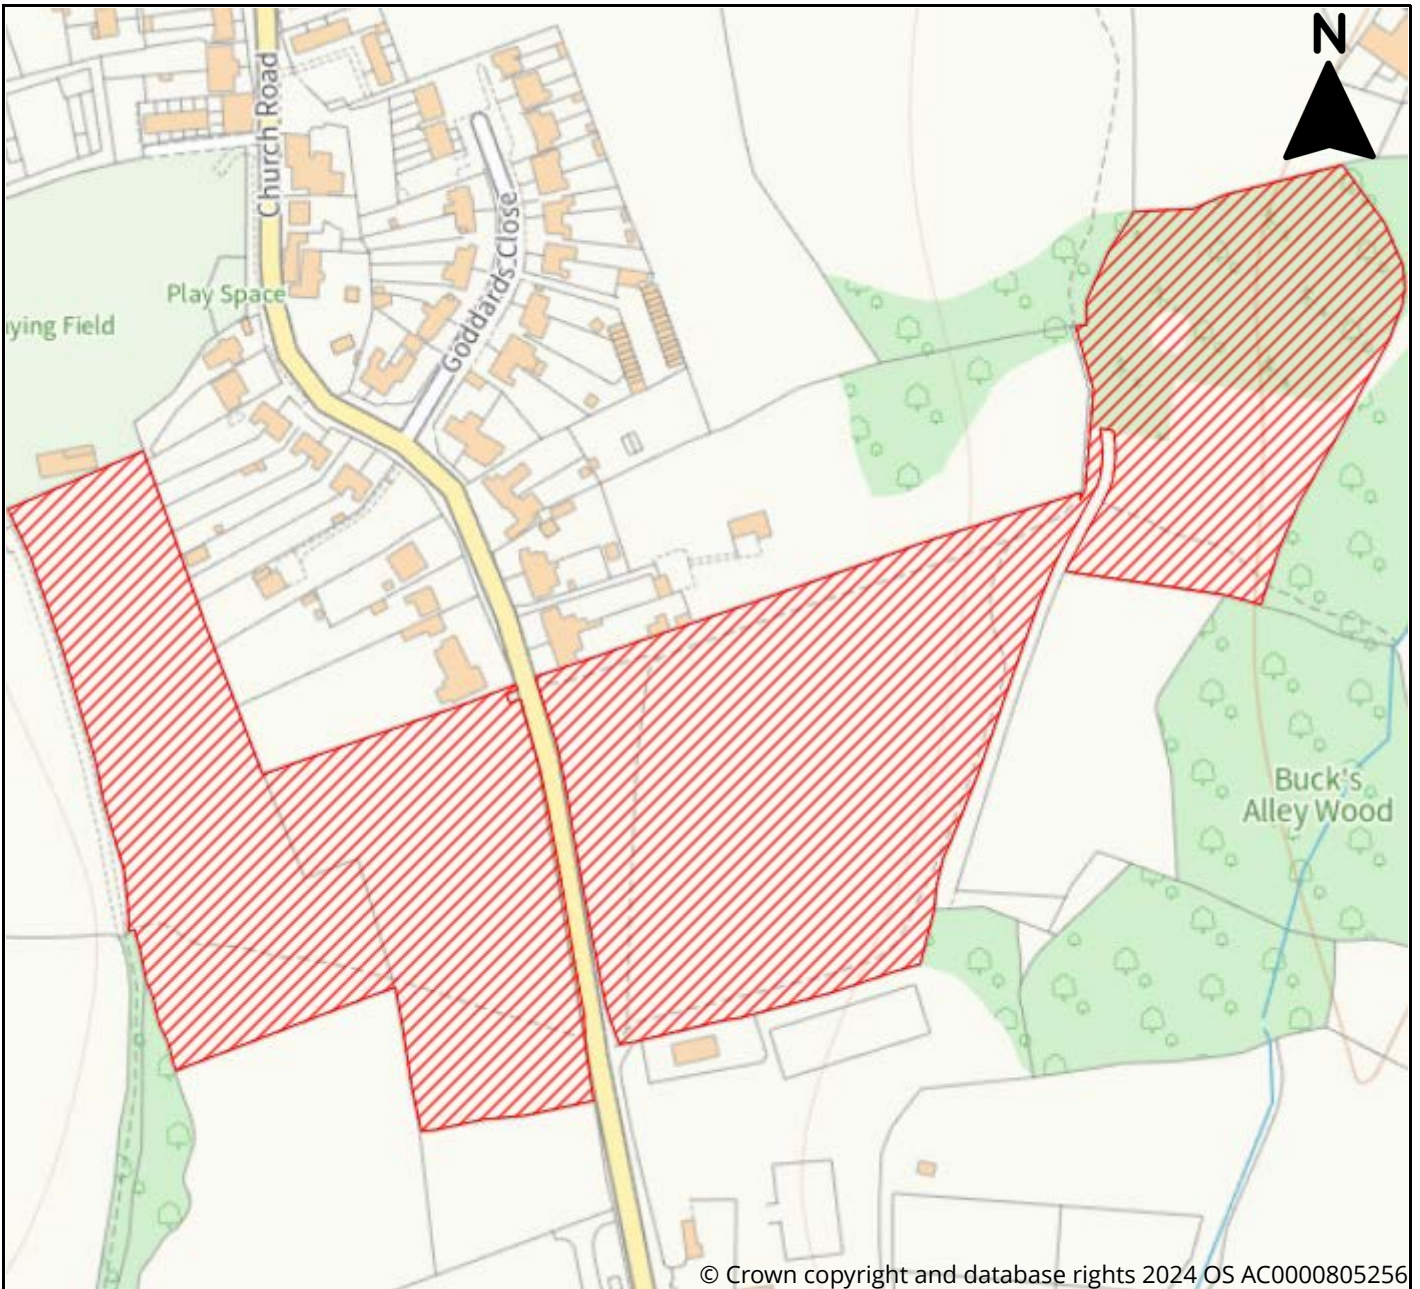 N
Church Road
Goddards Close
Play Space
ying Field
Buck's
Alley Wood
© Crown copyright and database rights 2024 OS AC0000805256